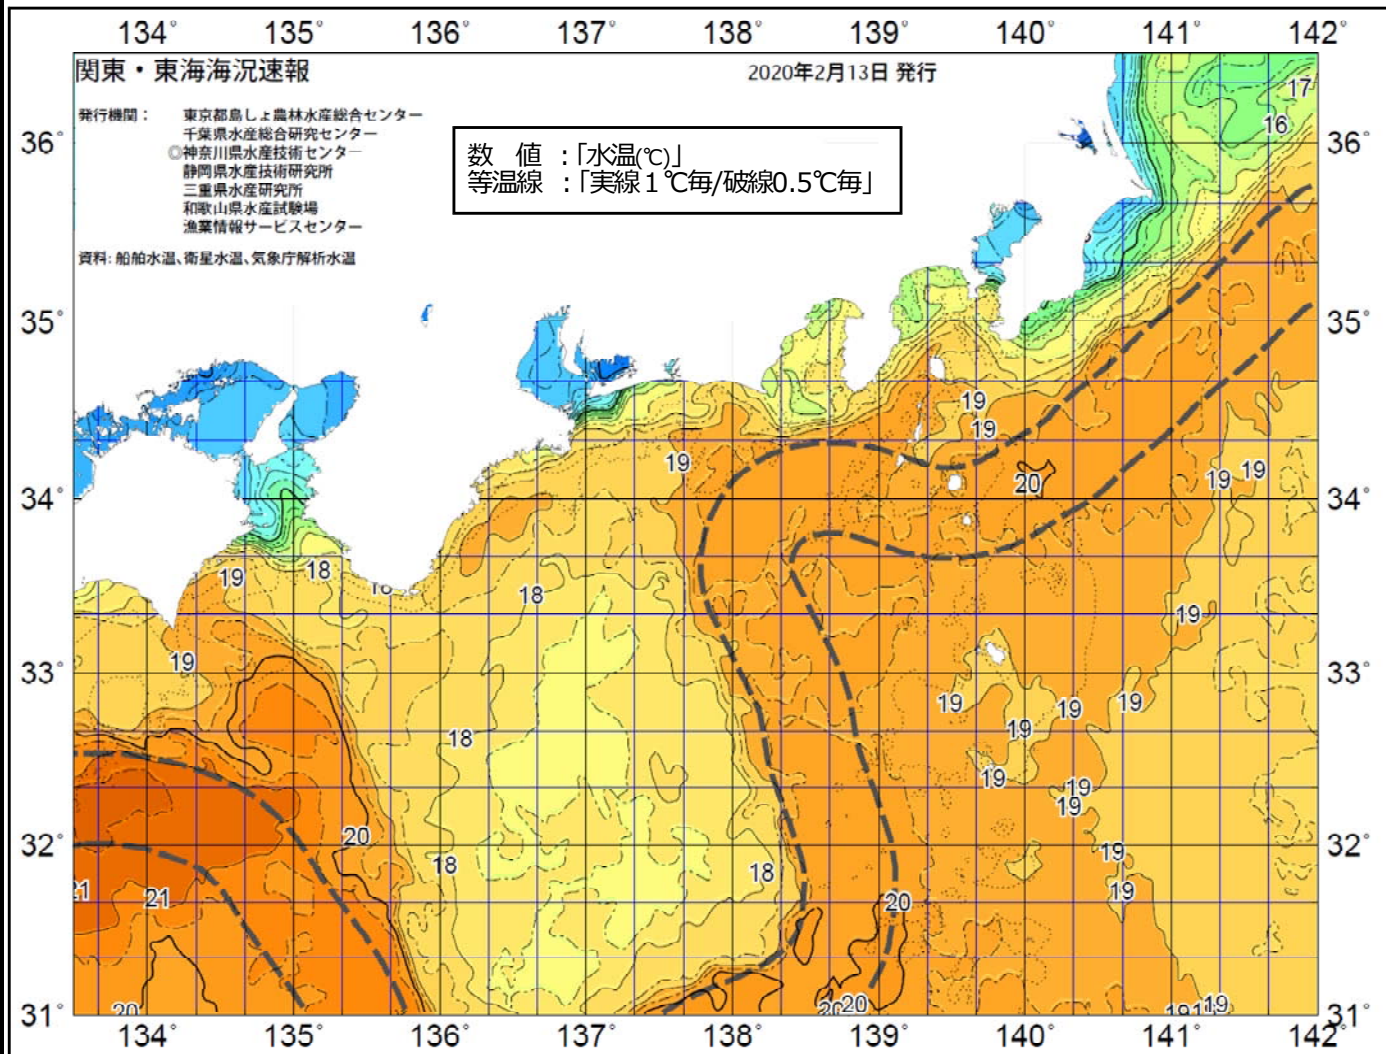 134° 135° 136° 137° 138° 139° 140° 141° 142°
関東・東海海況速報
2020年2月13日 発行
発行機関： 東京都島しょ農林水産総合センター
千葉県水産総合研究センター
◎神奈川県水産技術センター
静岡県水産技術研究所
三重県水産研究所
和歌山県水産試験場
漁業情報サービスセンター
資料: 船舶水温、衛星水温、気象庁解析水温
数　値 ：「水温(℃)」
等温線 ：「実線１℃毎/破線0.5℃毎」
17
16
36° 36°
35° 35°
19
19
19
19
19
20
34° 34°
19
18
18
19
19
33° 33°
19
19
19
19
18
19
19
19
20
32° 32°
19
18
18
19
21
21
20
20
20
19
31° 31°
134° 135° 136° 137° 138° 139° 140° 141° 142°